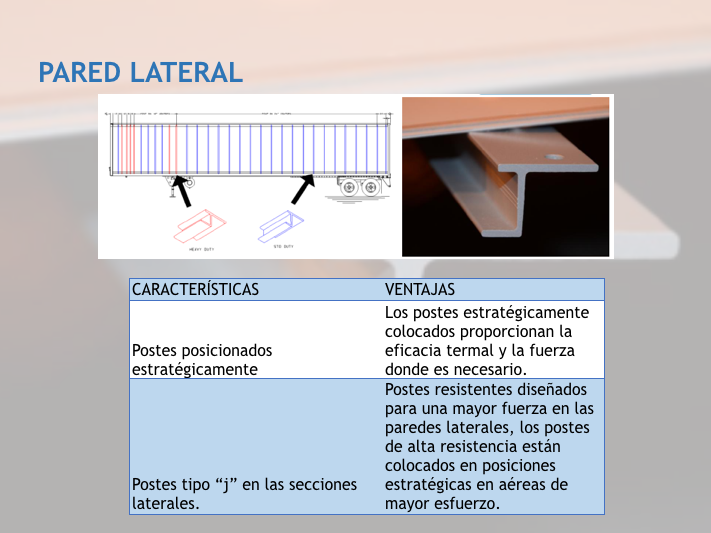 PARED LATERAL
HEAVY DUTY
STD DUTY
CARACTERÍSTICAS
VENTAJAS
Postes posicionados
estratégicamente
Los postes estratégicamente
colocados proporcionan la
eficacia termal y la fuerza
donde es necesario.
Postes tipo “j” en las secciones
laterales.
Postes resistentes diseñados
para una mayor fuerza en las
paredes laterales, los postes
de alta resistencia están
colocados en posiciones
estratégicas en aéreas de
mayor esfuerzo.